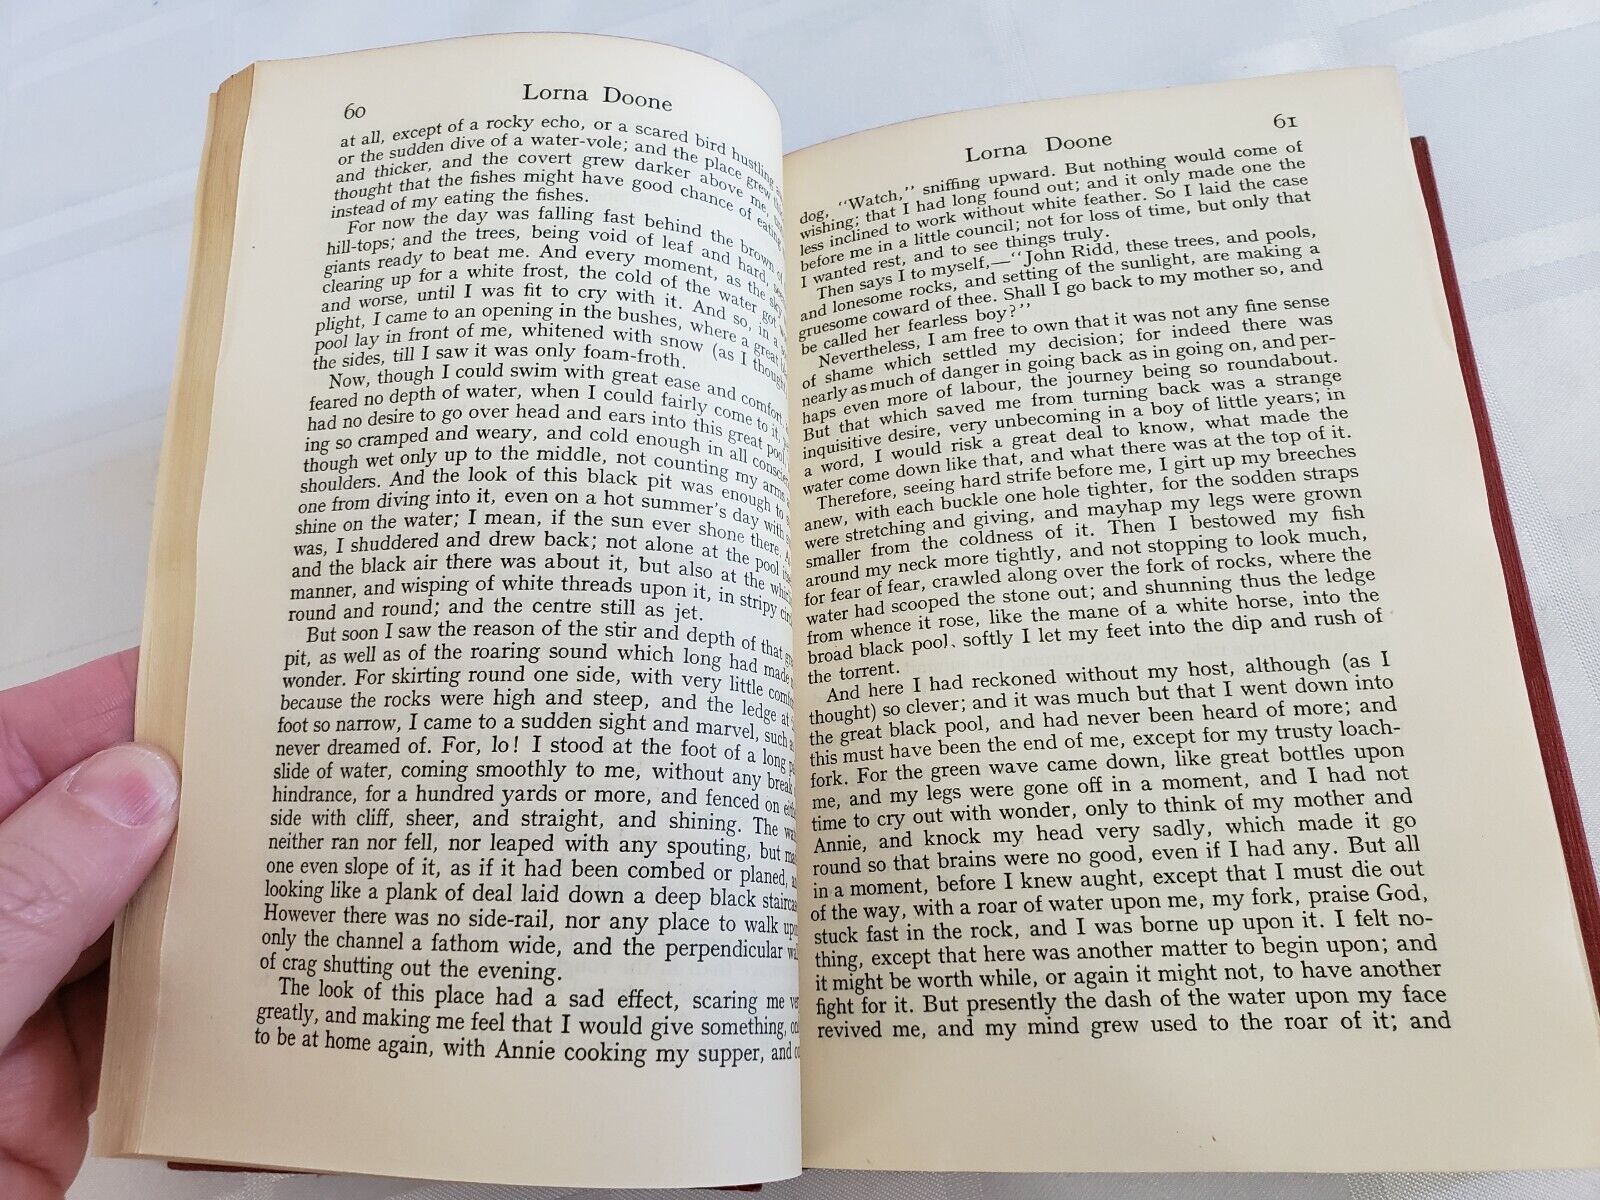 60
Lorna Doone
at all, except of a rocky echo, or a scared bird hustling
or the sudden dive of a water-vole; and the place grew
and thicker, and the covert grew darker above me,
thought that the fishes might have good chance of eating
instead of my eating the fishes.
For now the day was falling fast behind the brown of
hill-tops; and the trees, being void of leaf and hard,
giants ready to beat me. And every moment, as the sky
clearing up for a white frost, the cold of the water got
and worse, until I was fit to cry with it. And so, in a
plight, I came to an opening in the bushes, where a great
pool lay in front of me, whitened with snow (as I thought
the sides, till I saw it was only foam-froth.
Now, though I could swim with great ease and comfort,
feared no depth of water, when I could fairly come to it,
had no desire to go over head and ears into this great pool,
ing so cramped and weary, and cold enough in all
though wet only up to the middle, not counting my arms
shoulders. And the look of this black pit was enough to
one from diving into it, even on a hot summer's day with
shine on the water; I mean, if the sun ever shone there.
was, I shuddered and drew back; not alone at the pool
and the black air there was about it, but also at the
manner, and wisping of white threads upon it, in stripy
round and round; and the centre still as jet.
But soon I saw the reason of the stir and depth of that
pit, as well as of the roaring sound which long had made
wonder. For skirting round one side, with very little
because the rocks were high and steep, and the ledge at
foot so narrow, I came to a sudden sight and marvel, such
never dreamed of. For, lo! I stood at the foot of a long
slide of water, coming smoothly to me, without any break
hindrance, for a hundred yards or more, and fenced on
side with cliff, sheer, and straight, and shining. The
neither ran nor fell, nor leaped with any spouting, but
one even slope of it, as if it had been combed or planed,
looking like a plank of deal laid down a deep black
However there was no side-rail, nor any place to walk
only the channel a fathom wide, and the perpendicular
of crag shutting out the evening.
The look of this place had a sad effect, scaring me
greatly, and making me feel that I would give something,
to be at home again, with Annie cooking my supper, and
61
Lorna Doone
dog, "Watch," sniffing upward. But nothing would come of
wishing; that I had long found out; and it only made one the
less inclined to work without white feather. So I laid the case
before me in a little council; not for loss of time, but only that
I wanted rest, and to see things truly.
Then says I to myself,—"John Ridd, these trees, and pools,
and lonesome rocks, and setting of the sunlight, are making a
gruesome coward of thee. Shall I go back to my mother so, and
be called her fearless boy?"
Nevertheless, I am free to own that it was not any fine sense
of shame which settled my decision; for indeed there was
nearly as much of danger in going back as in going on, and per-
haps even more of labour, the journey being so roundabout.
But that which saved me from turning back was a strange
inquisitive desire, very unbecoming in a boy of little years; in
a word, I would risk a great deal to know, what made the
water come down like that, and what there was at the top of it.
Therefore, seeing hard strife before me, I girt up my breeches
anew, with each buckle one hole tighter, for the sodden straps
were stretching and giving, and mayhap my legs were grown
smaller from the coldness of it. Then I bestowed my fish
around my neck more tightly, and not stopping to look much,
for fear of fear, crawled along over the fork of rocks, where the
water had scooped the stone out; and shunning thus the ledge
from whence it rose, like the mane of a white horse, into the
broad black pool, softly I let my feet into the dip and rush of
the torrent.
And here I had reckoned without my host, although (as I
thought) so clever; and it was much but that I went down into
the great black pool, and had never been heard of more; and
this must have been the end of me, except for my trusty loach-
fork. For the green wave came down, like great bottles upon
me, and my legs were gone off in a moment, and I had not
time to cry out with wonder, only to think of my mother and
Annie, and knock my head very sadly, which made it go
round so that brains were no good, even if I had any. But all
in a moment, before I knew aught, except that I must die out
of the way, with a roar of water upon me, my fork, praise God,
stuck fast in the rock, and I was borne up upon it. I felt no-
thing, except that here was another matter to begin upon; and
it might be worth while, or again it might not, to have another
fight for it. But presently the dash of the water upon my face
revived me, and my mind grew used to the roar of it; and